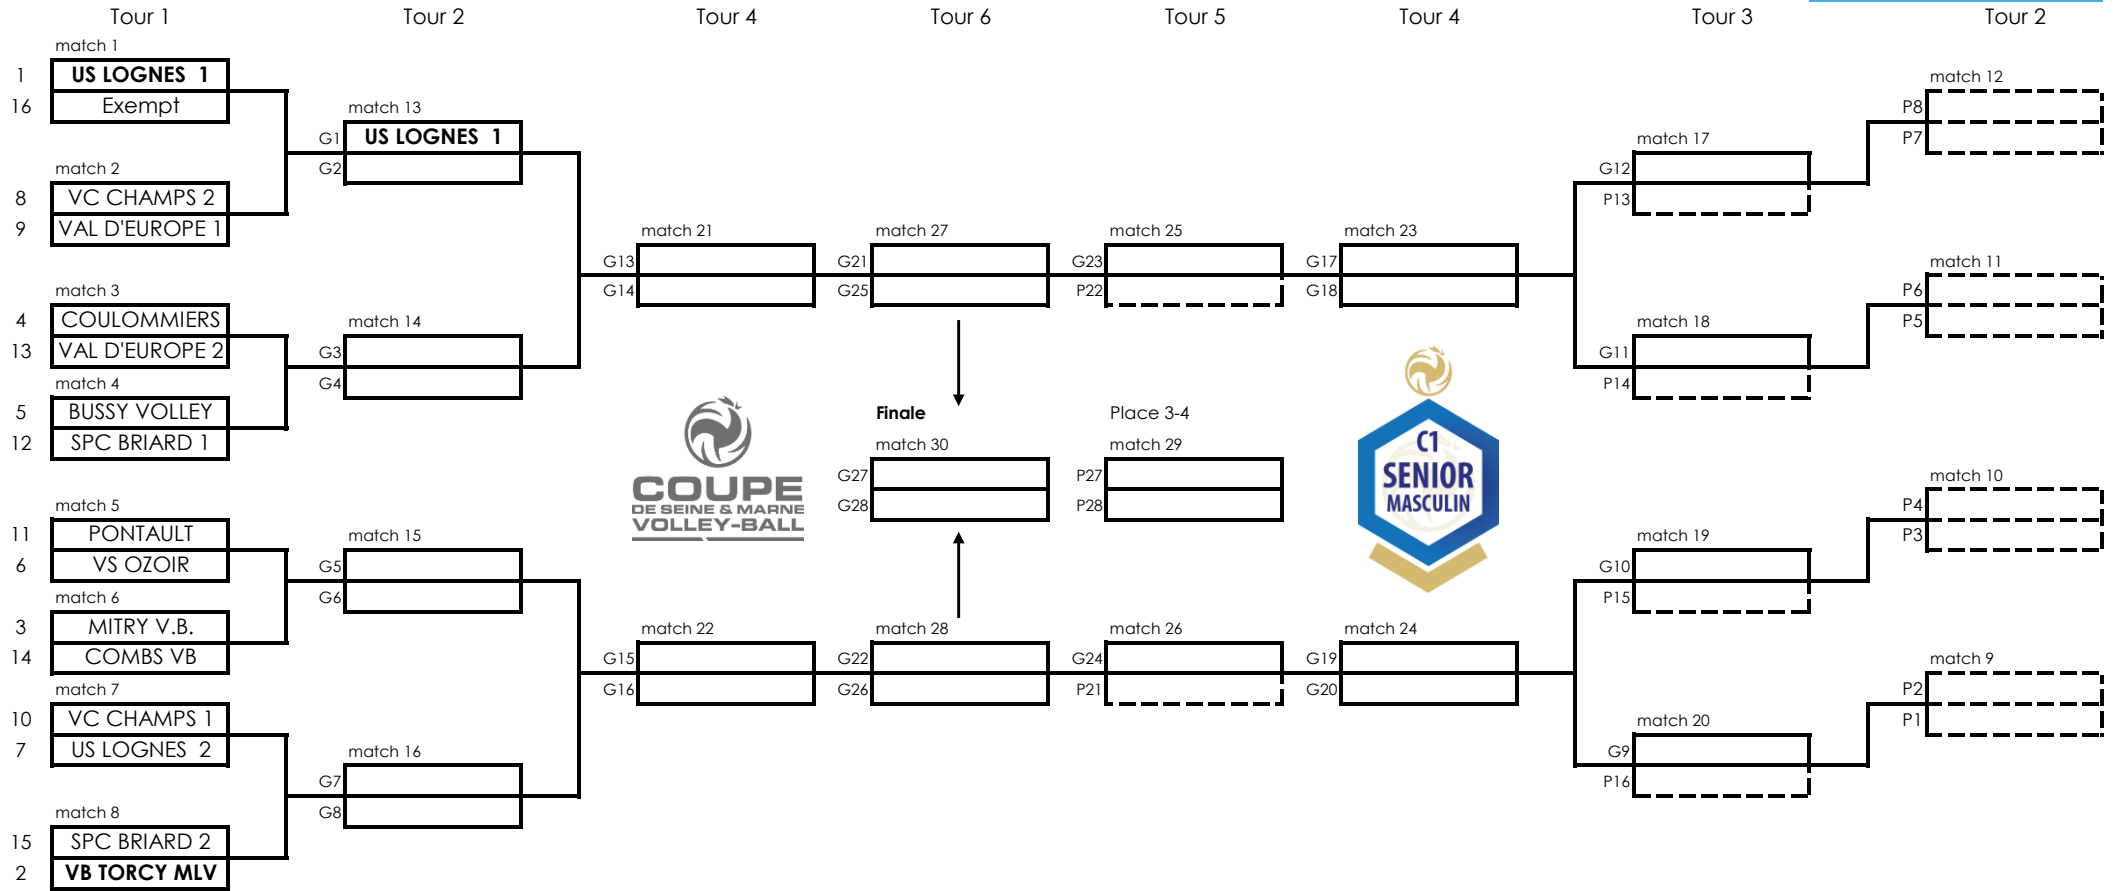 Tour 1 Tour 2 Tour 4 Tour 6 Tour 5 Tour 4 Tour 3 Tour 2
match 1
1 US LOGNES 1
16 Exempt
match 2
8 VC CHAMPS 2
9 VAL D'EUROPE 1
match 3
4 COULOMMIERS
13 VAL D'EUROPE 2
match 4
5 BUSSY VOLLEY
12 SPC BRIARD 1
match 5
11 PONTAULT
6 VS OZOIR
match 6
3 MITRY V.B.
14 COMBS VB
match 7
10 VC CHAMPS 1
7 US LOGNES 2
match 8
15 SPC BRIARD 2
2 VB TORCY MLV
match 13
G1 US LOGNES 1
G2
match 14
G3
G4
match 15
G5
G6
match 16
G7
G8
match 21
G13
G14
COUPE
DE SEINE & MARNE
VOLLEY-BALL
match 22
G15
G16
match 27
G21
G25
Finale
match 30
G27
G28
match 28
G22
G26
match 25
G23
P22
Place 3-4
match 29
P27
P28
match 26
G24
P21
match 23
G17
G18
C1
SENIOR
MASCULIN
match 24
G19
G20
match 17
G12
P13
match 18
G11
P14
match 19
G10
P15
match 20
G9
P16
match 12
P8
P7
match 11
P6
P5
match 10
P4
P3
match 9
P2
P1